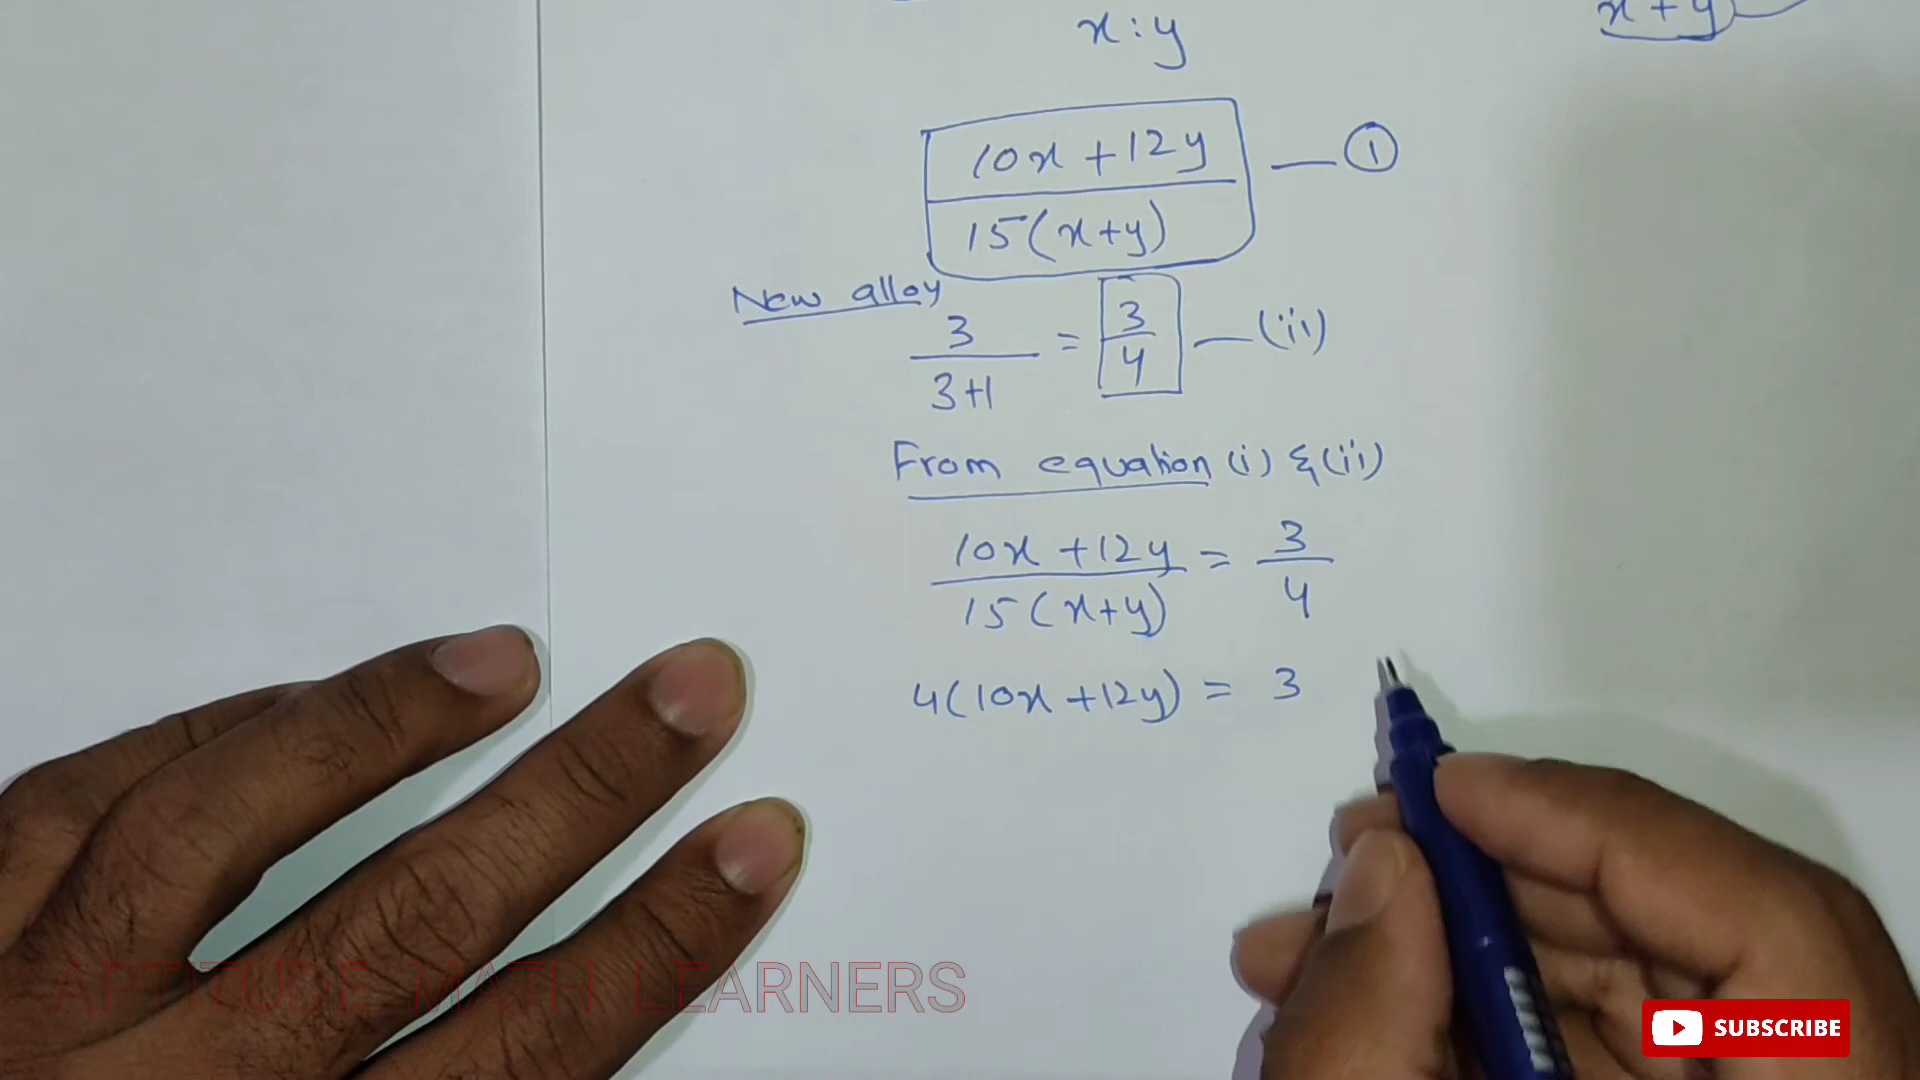 x + y
x : y
10x + 12y — ①
15(x+y)
New alloy
3 = 3 — (ii)
3+1 4
From equation (i) & (ii)
10x + 12y = 3
15(x+y) 4
4(10x + 12y) = 3
APTITUDE MATH LEARNERS
SUBSCRIBE